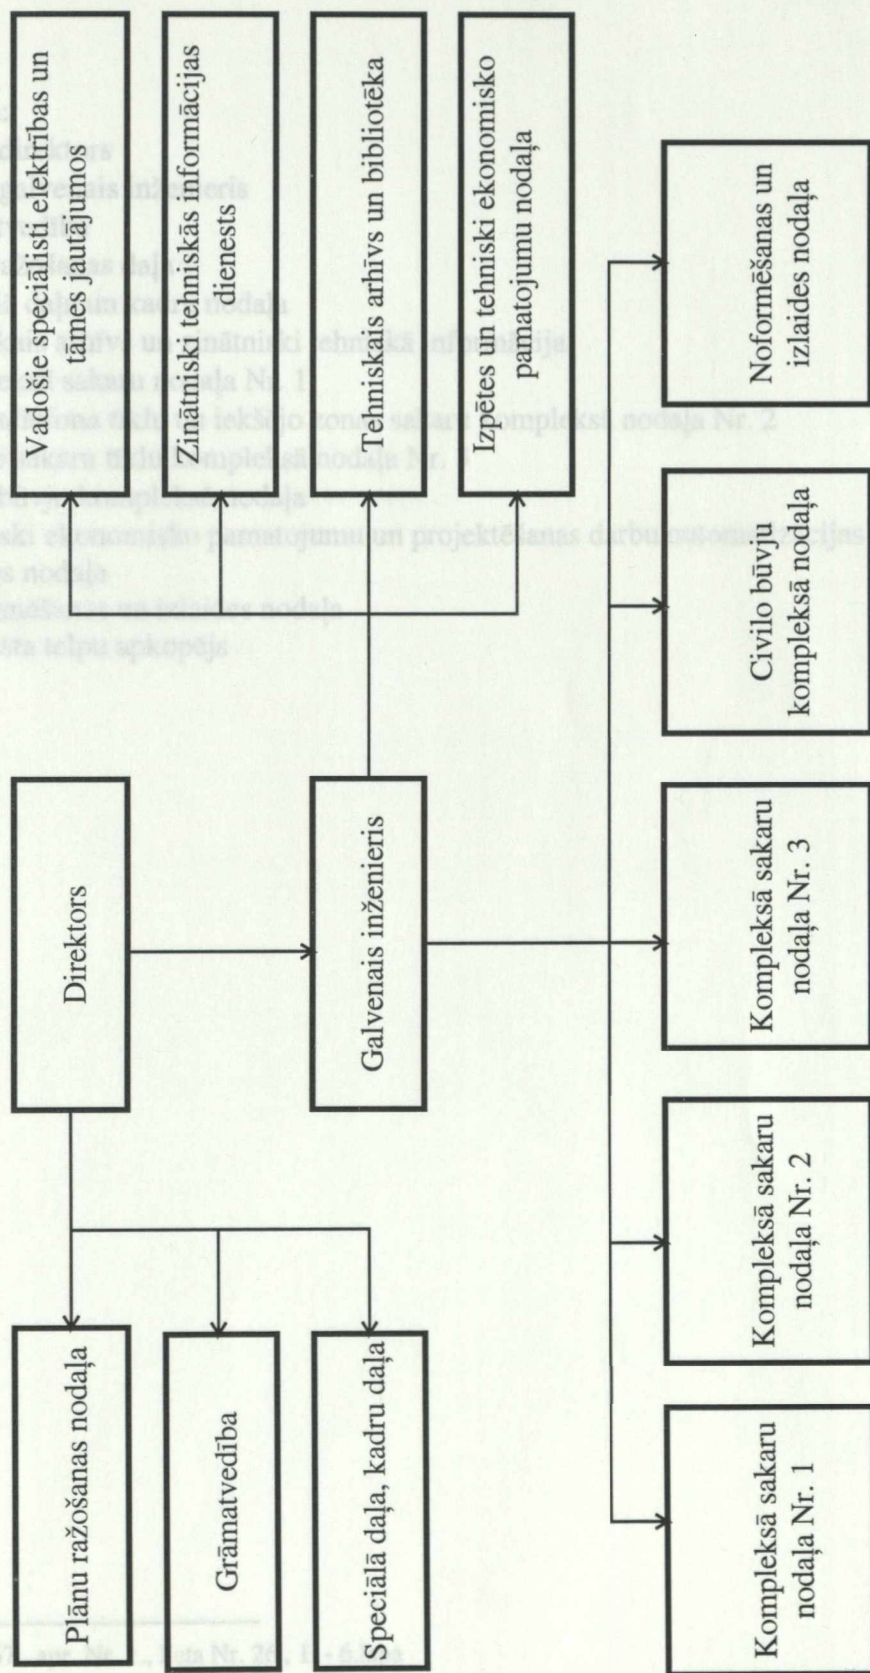 Direktors
Plānu ražošanas nodaļa
Grāmatvedība
Speciālā daļa, kadru daļa
Galvenais inženieris
Vadošie speciālisti elektrības un
tāmes jautājumos
Zinātniski tehniskās informācijas
dienests
Tehniskais arhīvs un bibliotēka
Izpētes un tehniski ekonomisko
pamatojumu nodaļa
Kompleksā sakaru
nodaļa Nr. 1
Kompleksā sakaru
nodaļa Nr. 2
Kompleksā sakaru
nodaļa Nr. 3
Civilo būvju
kompleksā nodaļa
Noformēšanas un
izlaides nodaļa